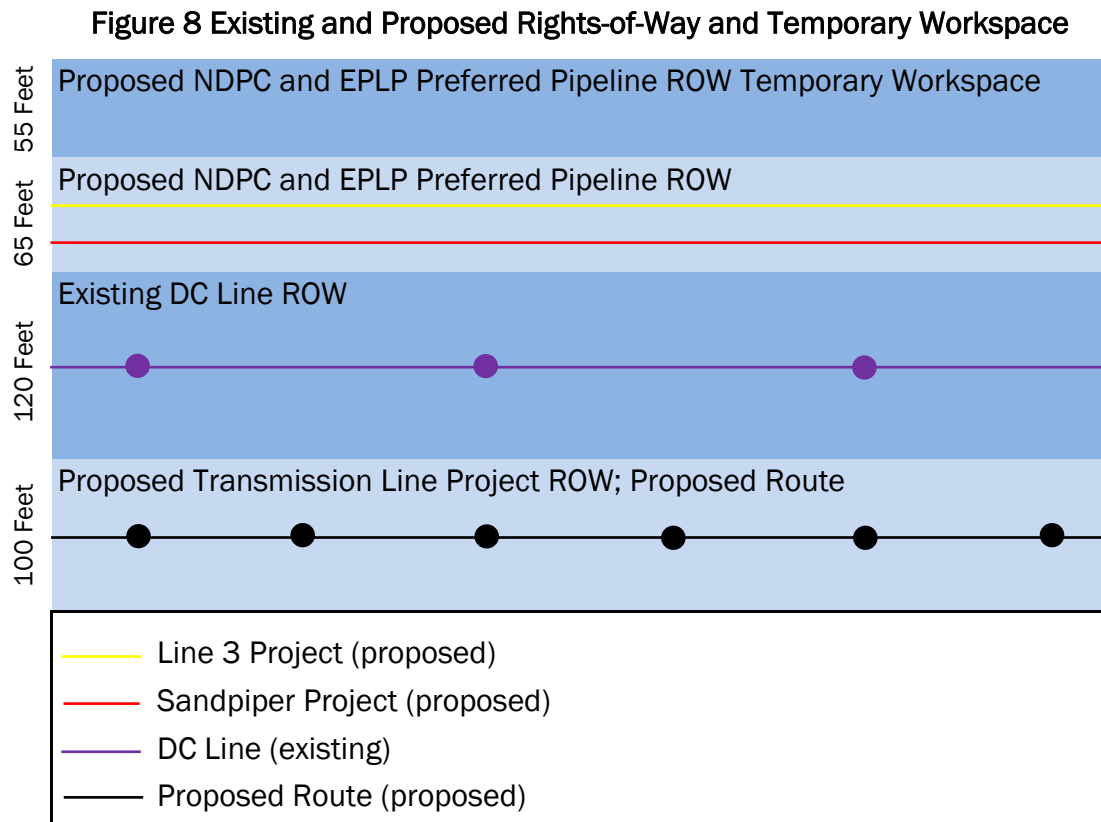 Figure 8 Existing and Proposed Rights-of-Way and Temporary Workspace
55 Feet
Proposed NDPC and EPLP Preferred Pipeline ROW Temporary Workspace
65 Feet
Proposed NDPC and EPLP Preferred Pipeline ROW
120 Feet
Existing DC Line ROW
100 Feet
Proposed Transmission Line Project ROW; Proposed Route
Line 3 Project (proposed)
Sandpiper Project (proposed)
DC Line (existing)
Proposed Route (proposed)